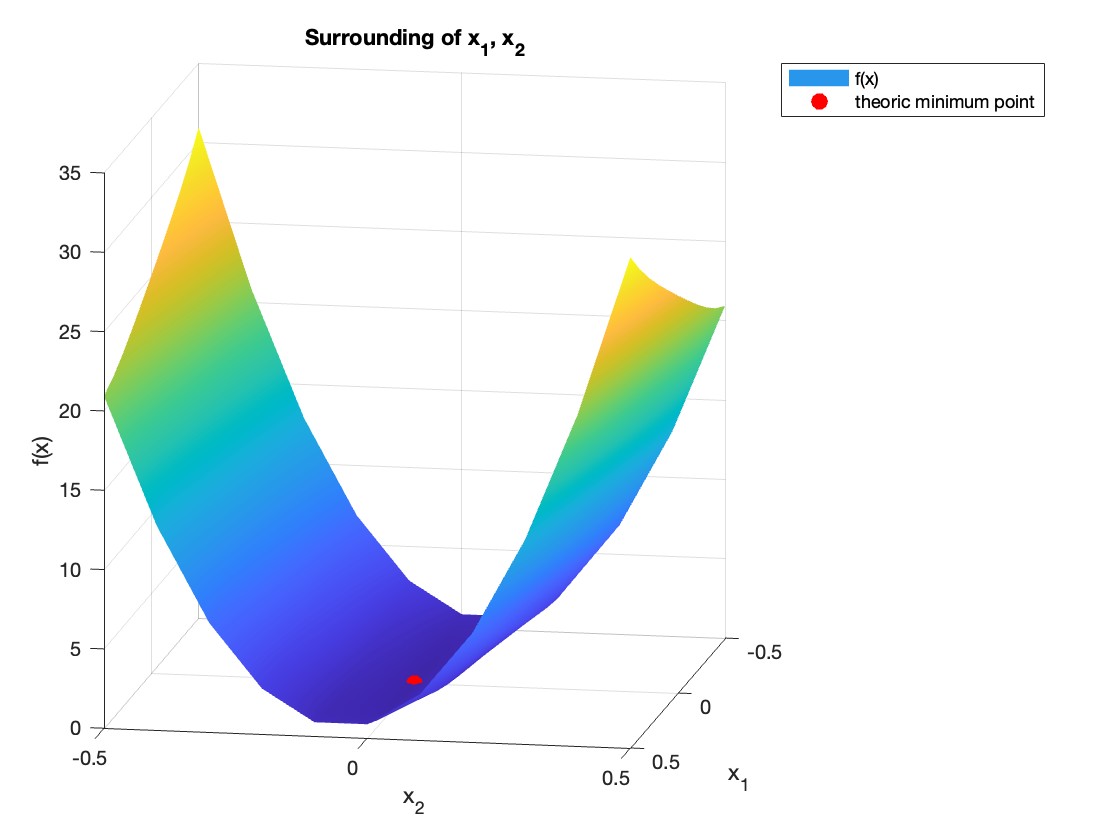 Surrounding of x₁, x₂
f(x)
theoric minimum point
35
30
25
20
15
10
5
0
f(x)
-0.5
0
0.5
x₂
0.5
0
-0.5
x₁